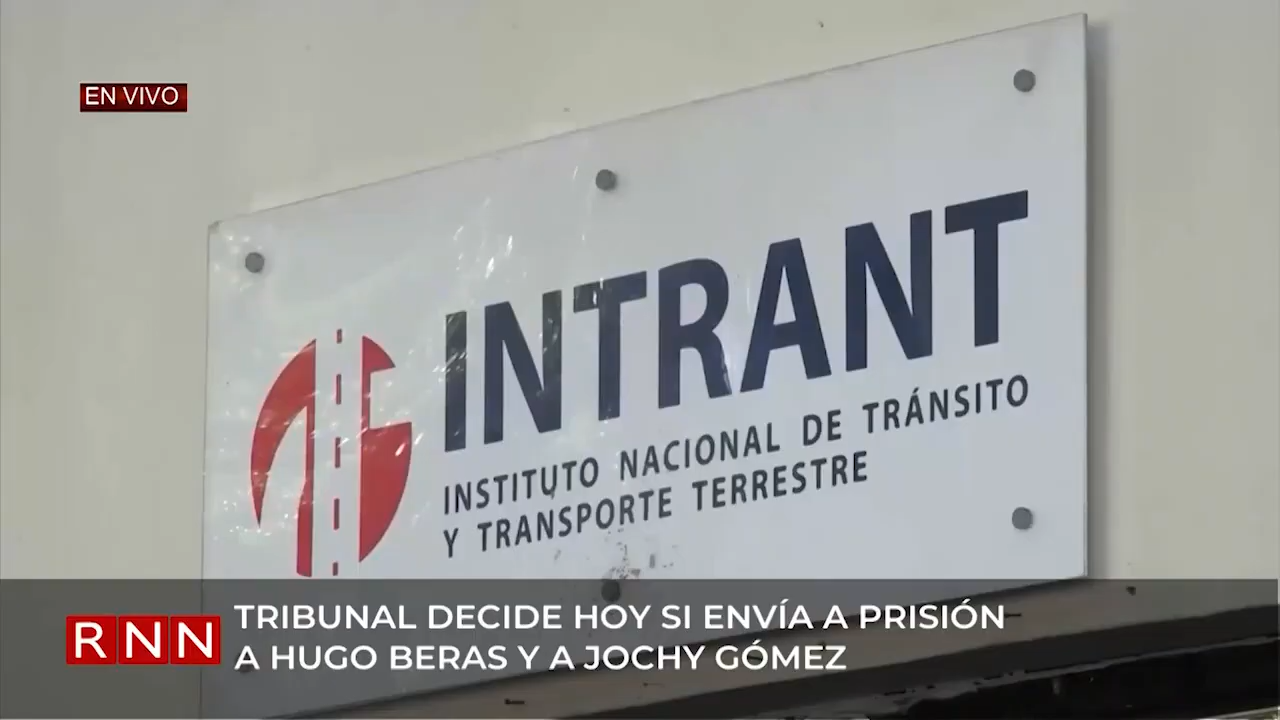 EN VIVO
INTRANT
INSTITUTO NACIONAL DE TRÁNSITO
Y TRANSPORTE TERRESTRE
RNN
TRIBUNAL DECIDE HOY SI ENVÍA A PRISIÓN
A HUGO BERAS Y A JOCHY GÓMEZ